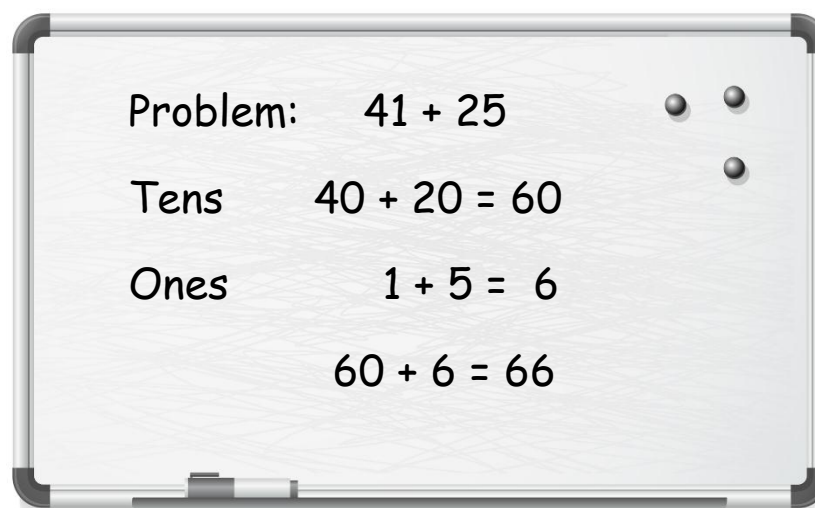 Problem: 41 + 25
Tens 40 + 20 = 60
Ones 1 + 5 = 6
60 + 6 = 66